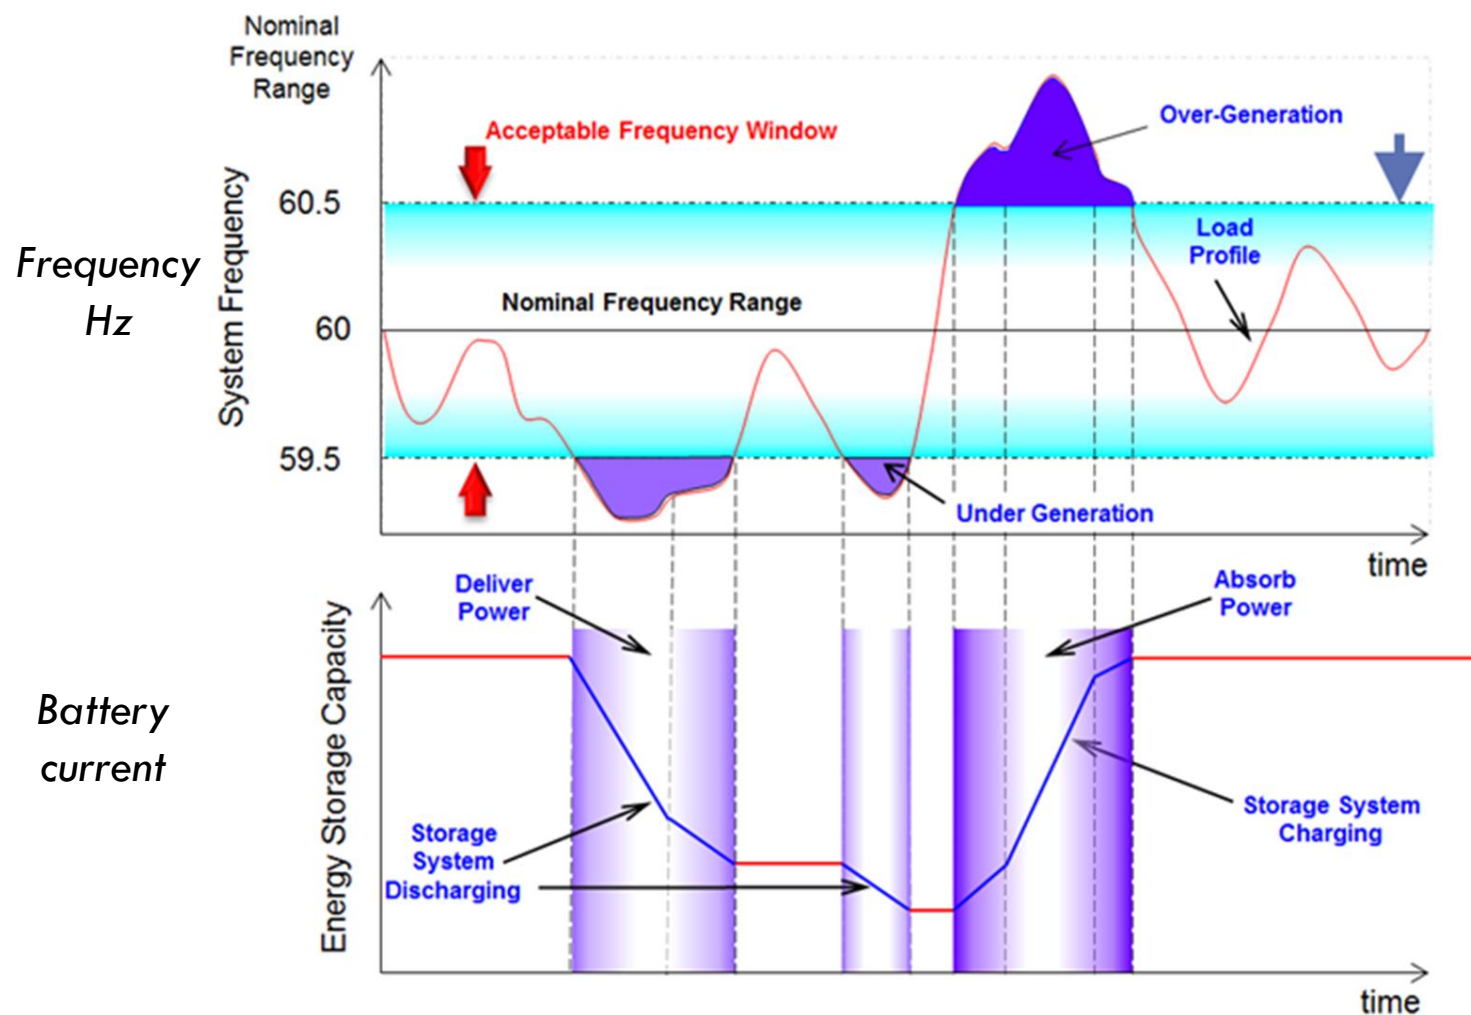 Nominal
Frequency
Range
Acceptable Frequency Window
Over-Generation
60.5
Load
Profile
Frequency
Hz
System Frequency
Nominal Frequency Range
60
59.5
Under Generation
time
Deliver
Power
Absorb
Power
Battery
current
Energy Storage Capacity
Storage System
Charging
Storage
System
Discharging
time